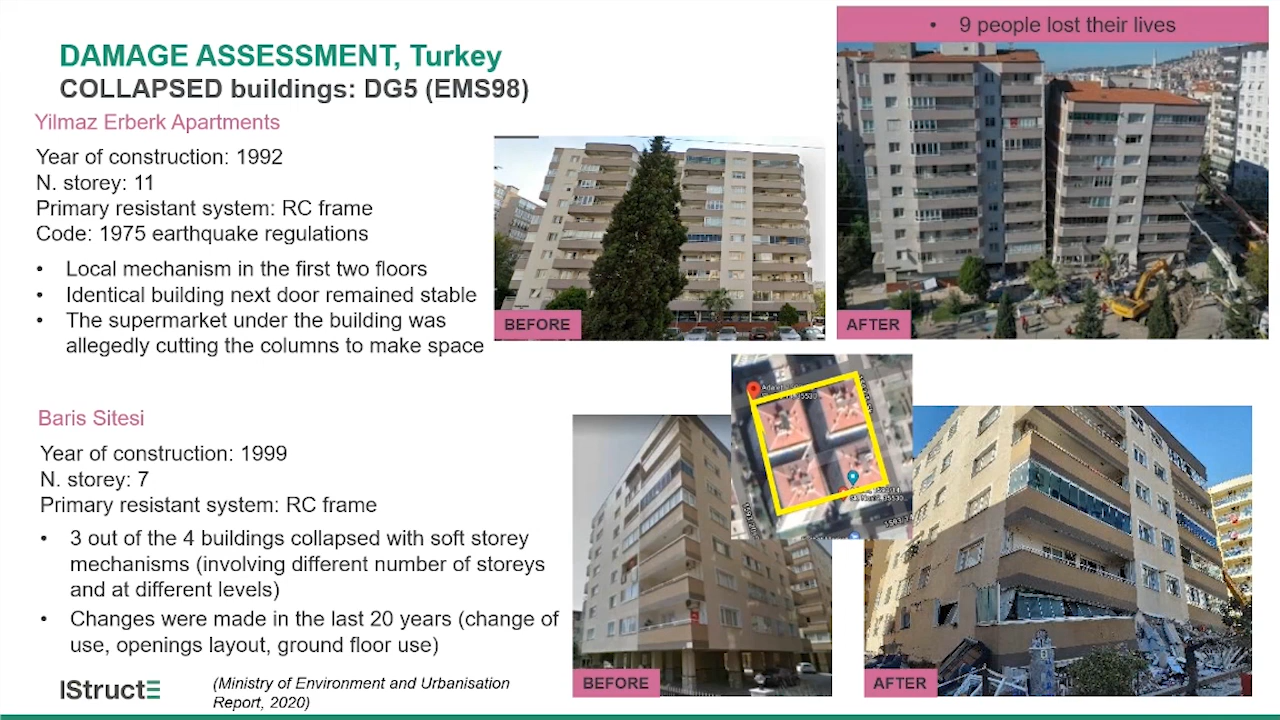 DAMAGE ASSESSMENT, Turkey
COLLAPSED buildings: DG5 (EMS98)
Yilmaz Erberk Apartments
Year of construction: 1992
N. storey: 11
Primary resistant system: RC frame
Code: 1975 earthquake regulations
• Local mechanism in the first two floors
• Identical building next door remained stable
• The supermarket under the building was
allegedly cutting the columns to make space
BEFORE
• 9 people lost their lives
AFTER
Baris Sitesi
Year of construction: 1999
N. storey: 7
Primary resistant system: RC frame
• 3 out of the 4 buildings collapsed with soft storey
mechanisms (involving different number of storeys
and at different levels)
• Changes were made in the last 20 years (change of
use, openings layout, ground floor use)
BEFORE
AFTER
IStructE
(Ministry of Environment and Urbanisation
Report, 2020)